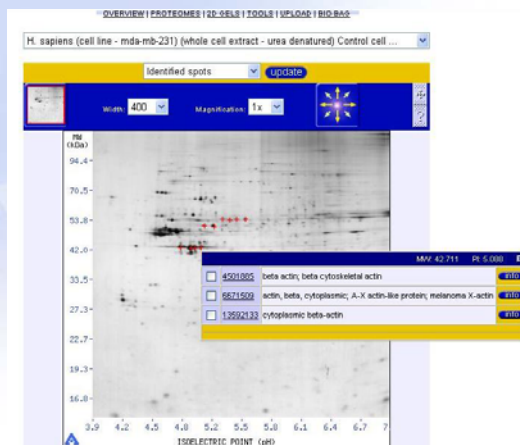 OVERVIEW | PROTEOMES | 2D GELS | TOOLS | UPLOAD | BIO BAG
H. sapiens (cell line - mda-mb-231) (whole cell extract - urea denatured) Control cell ...
Identified spots update
Width: 400 Magnification: 1x
?
MW
(kDa)
94.4
70.5
53.8
42.0
MW: 42.711 PI: 5.088
4501885 beta actin; beta cytoskeletal actin info
6671509 actin, beta, cytoplasmic; A-X actin-like protein; melanoma X-actin info
13592133 cytoplasmic beta-actin info
33.5
27.3
22.7
19.3
16.8
3.9 4.2 4.5 4.8 5.2 5.5 5.8 6.1 6.4 6.7 7
ISOELECTRIC POINT (pH)